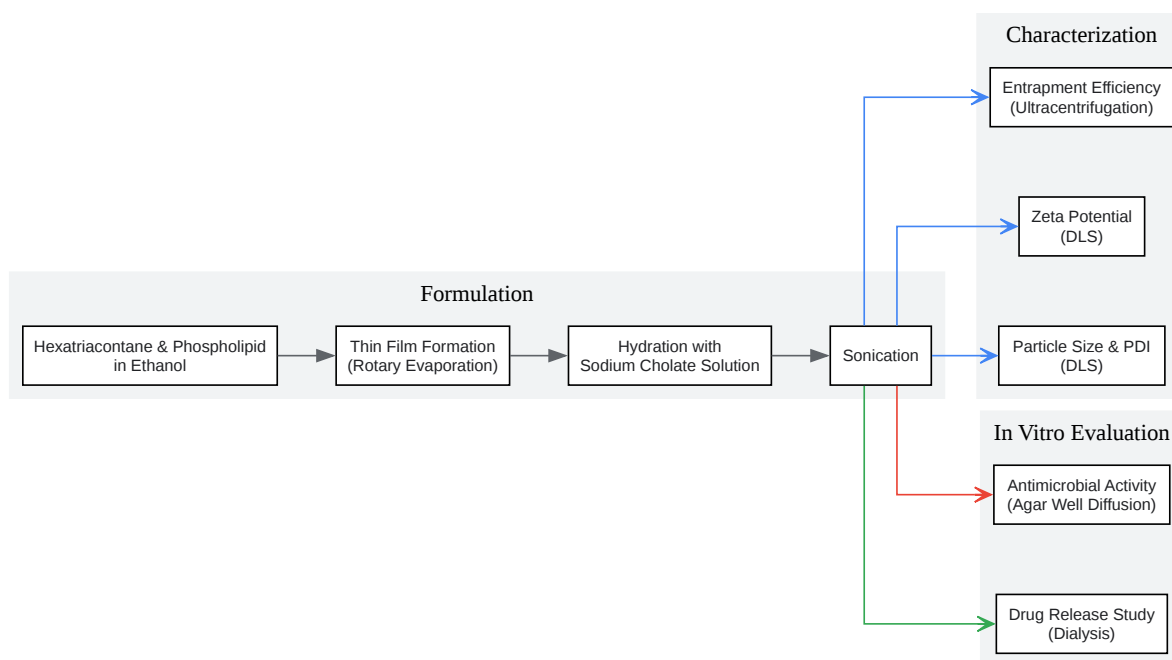 Characterization
Entrapment Efficiency
(Ultracentrifugation)
Zeta Potential
(DLS)
Formulation
Hexatriacontane & Phospholipid
in Ethanol
Thin Film Formation
(Rotary Evaporation)
Hydration with
Sodium Cholate Solution
Sonication
Particle Size & PDI
(DLS)
In Vitro Evaluation
Antimicrobial Activity
(Agar Well Diffusion)
Drug Release Study
(Dialysis)